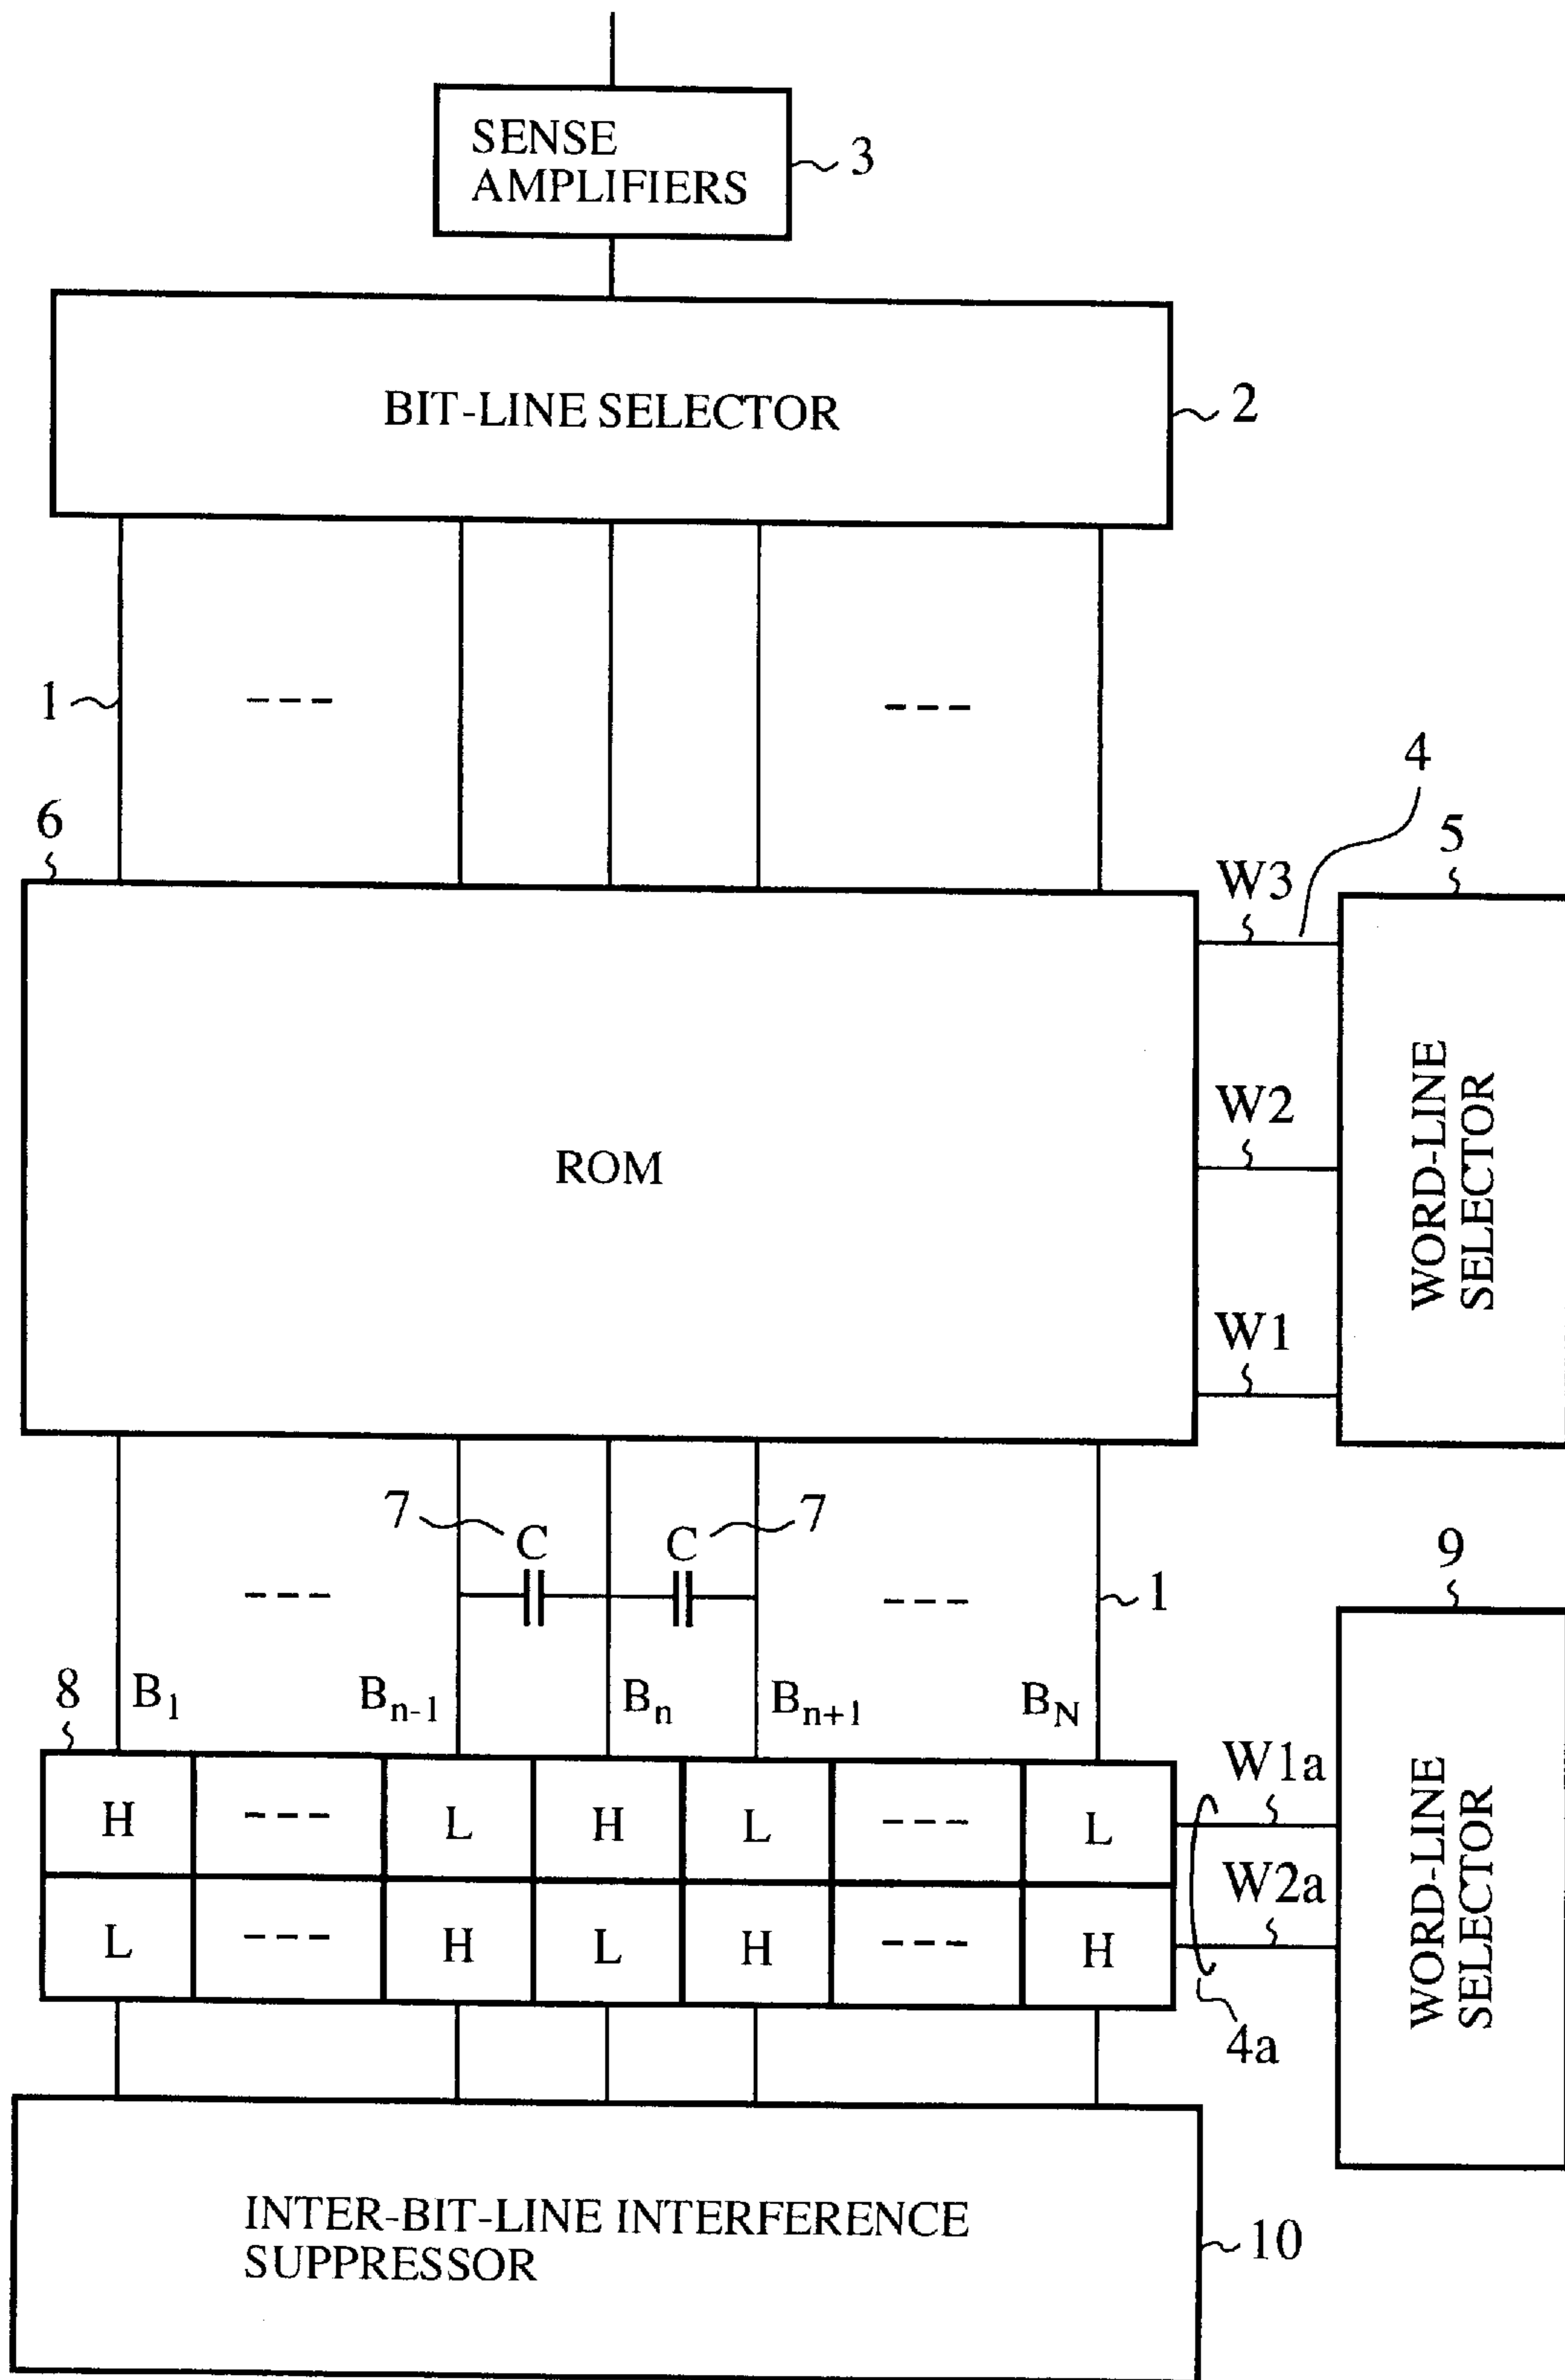 SENSE
AMPLIFIERS
3
BIT-LINE SELECTOR
2
1
---
---
4
6
5
W3
W2
W1
ROM
WORD-LINE
SELECTOR
7
C
C
7
---
---
1
9
8
B1
Bn-1
Bn
Bn+1
BN
H
---
L
H
L
---
L
W1a
L
---
H
L
H
---
H
W2a
4a
WORD-LINE
SELECTOR
INTER-BIT-LINE INTERFERENCE
SUPPRESSOR
10